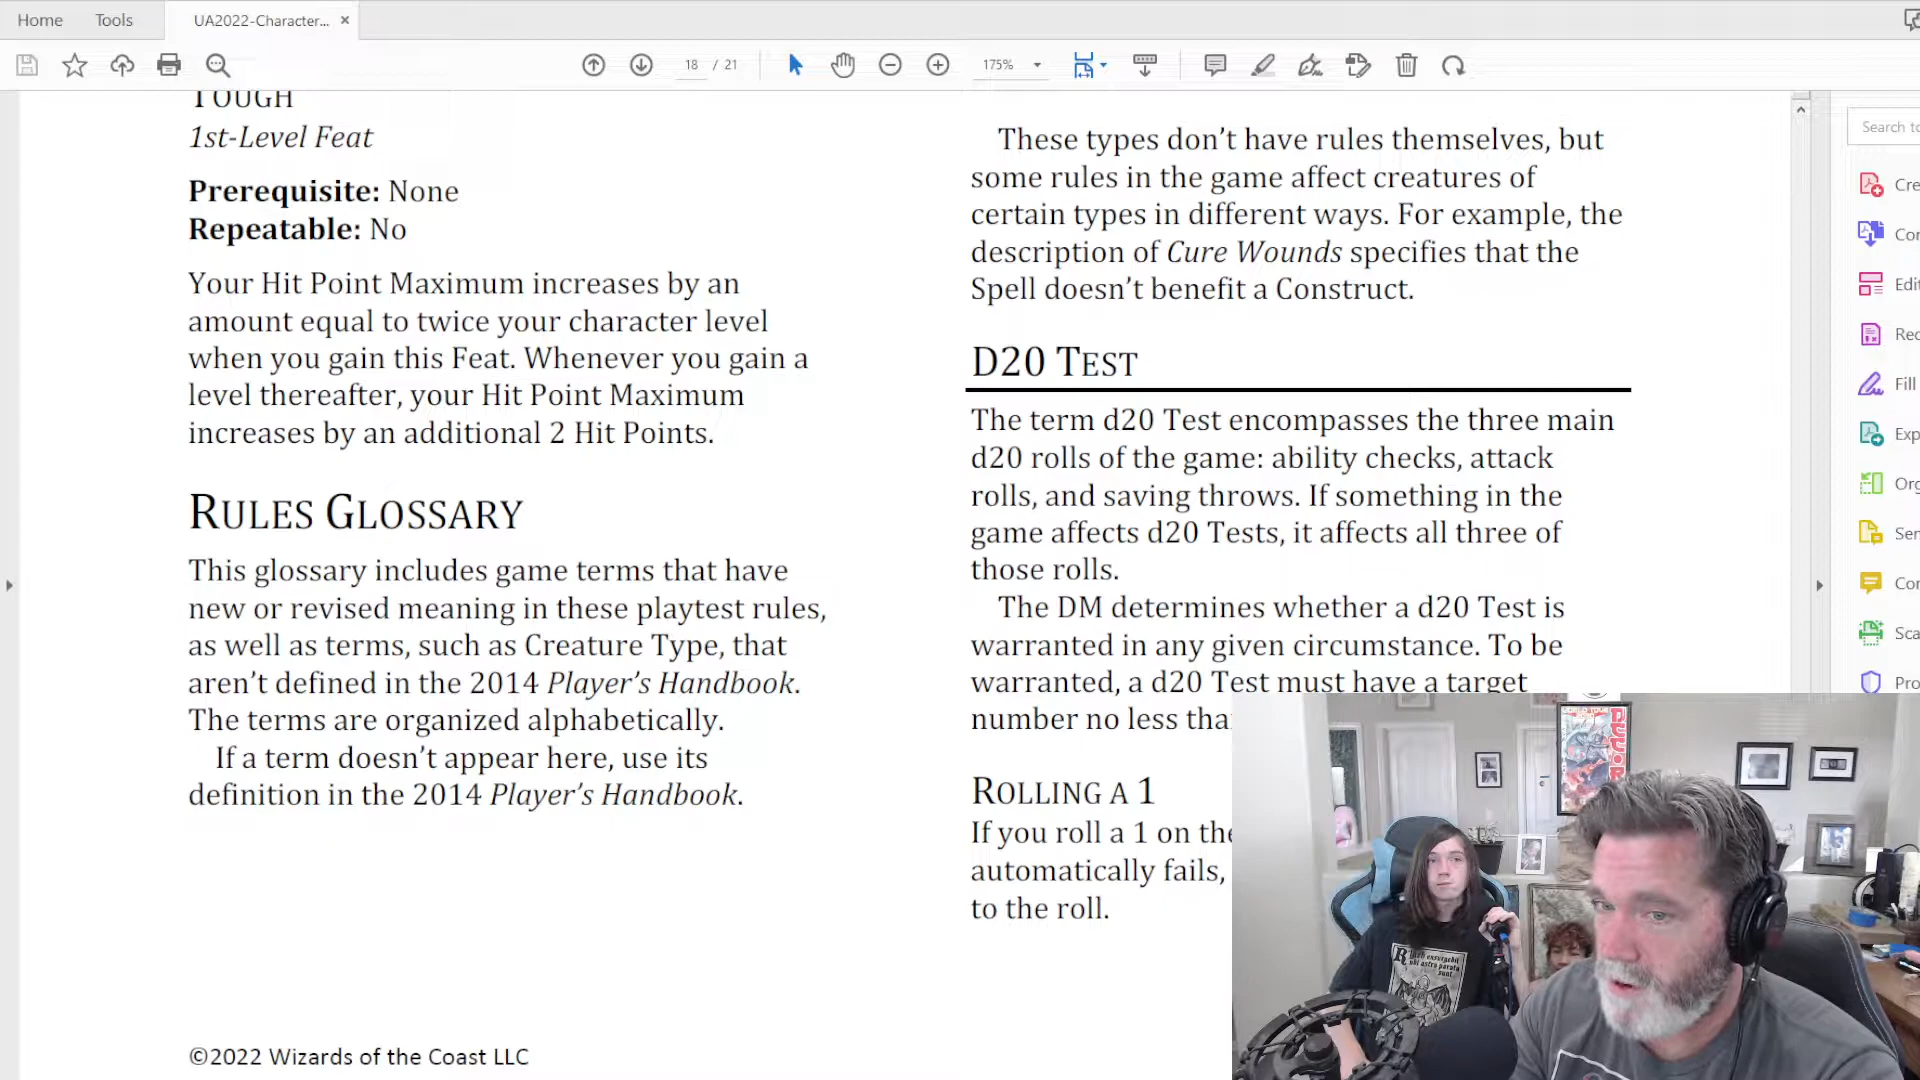 Home
Tools
UA2022-Character...
18 / 21
175%
Search to
Cre
Con
Edit
Rec
Fill
Exp
Org
Sen
Con
Sca
Pro
TOUGH
1st-Level Feat
Prerequisite: None
Repeatable: No
Your Hit Point Maximum increases by an
amount equal to twice your character level
when you gain this Feat. Whenever you gain a
level thereafter, your Hit Point Maximum
increases by an additional 2 Hit Points.
RULES GLOSSARY
This glossary includes game terms that have
new or revised meaning in these playtest rules,
as well as terms, such as Creature Type, that
aren't defined in the 2014 Player's Handbook.
The terms are organized alphabetically.
If a term doesn't appear here, use its
definition in the 2014 Player's Handbook.
©2022 Wizards of the Coast LLC
These types don't have rules themselves, but
some rules in the game affect creatures of
certain types in different ways. For example, the
description of Cure Wounds specifies that the
Spell doesn't benefit a Construct.
D20 TEST
The term d20 Test encompasses the three main
d20 rolls of the game: ability checks, attack
rolls, and saving throws. If something in the
game affects d20 Tests, it affects all three of
those rolls.
The DM determines whether a d20 Test is
warranted in any given circumstance. To be
warranted, a d20 Test must have a target
number no less tha
ROLLING A 1
If you roll a 1 on the
automatically fails,
to the roll.